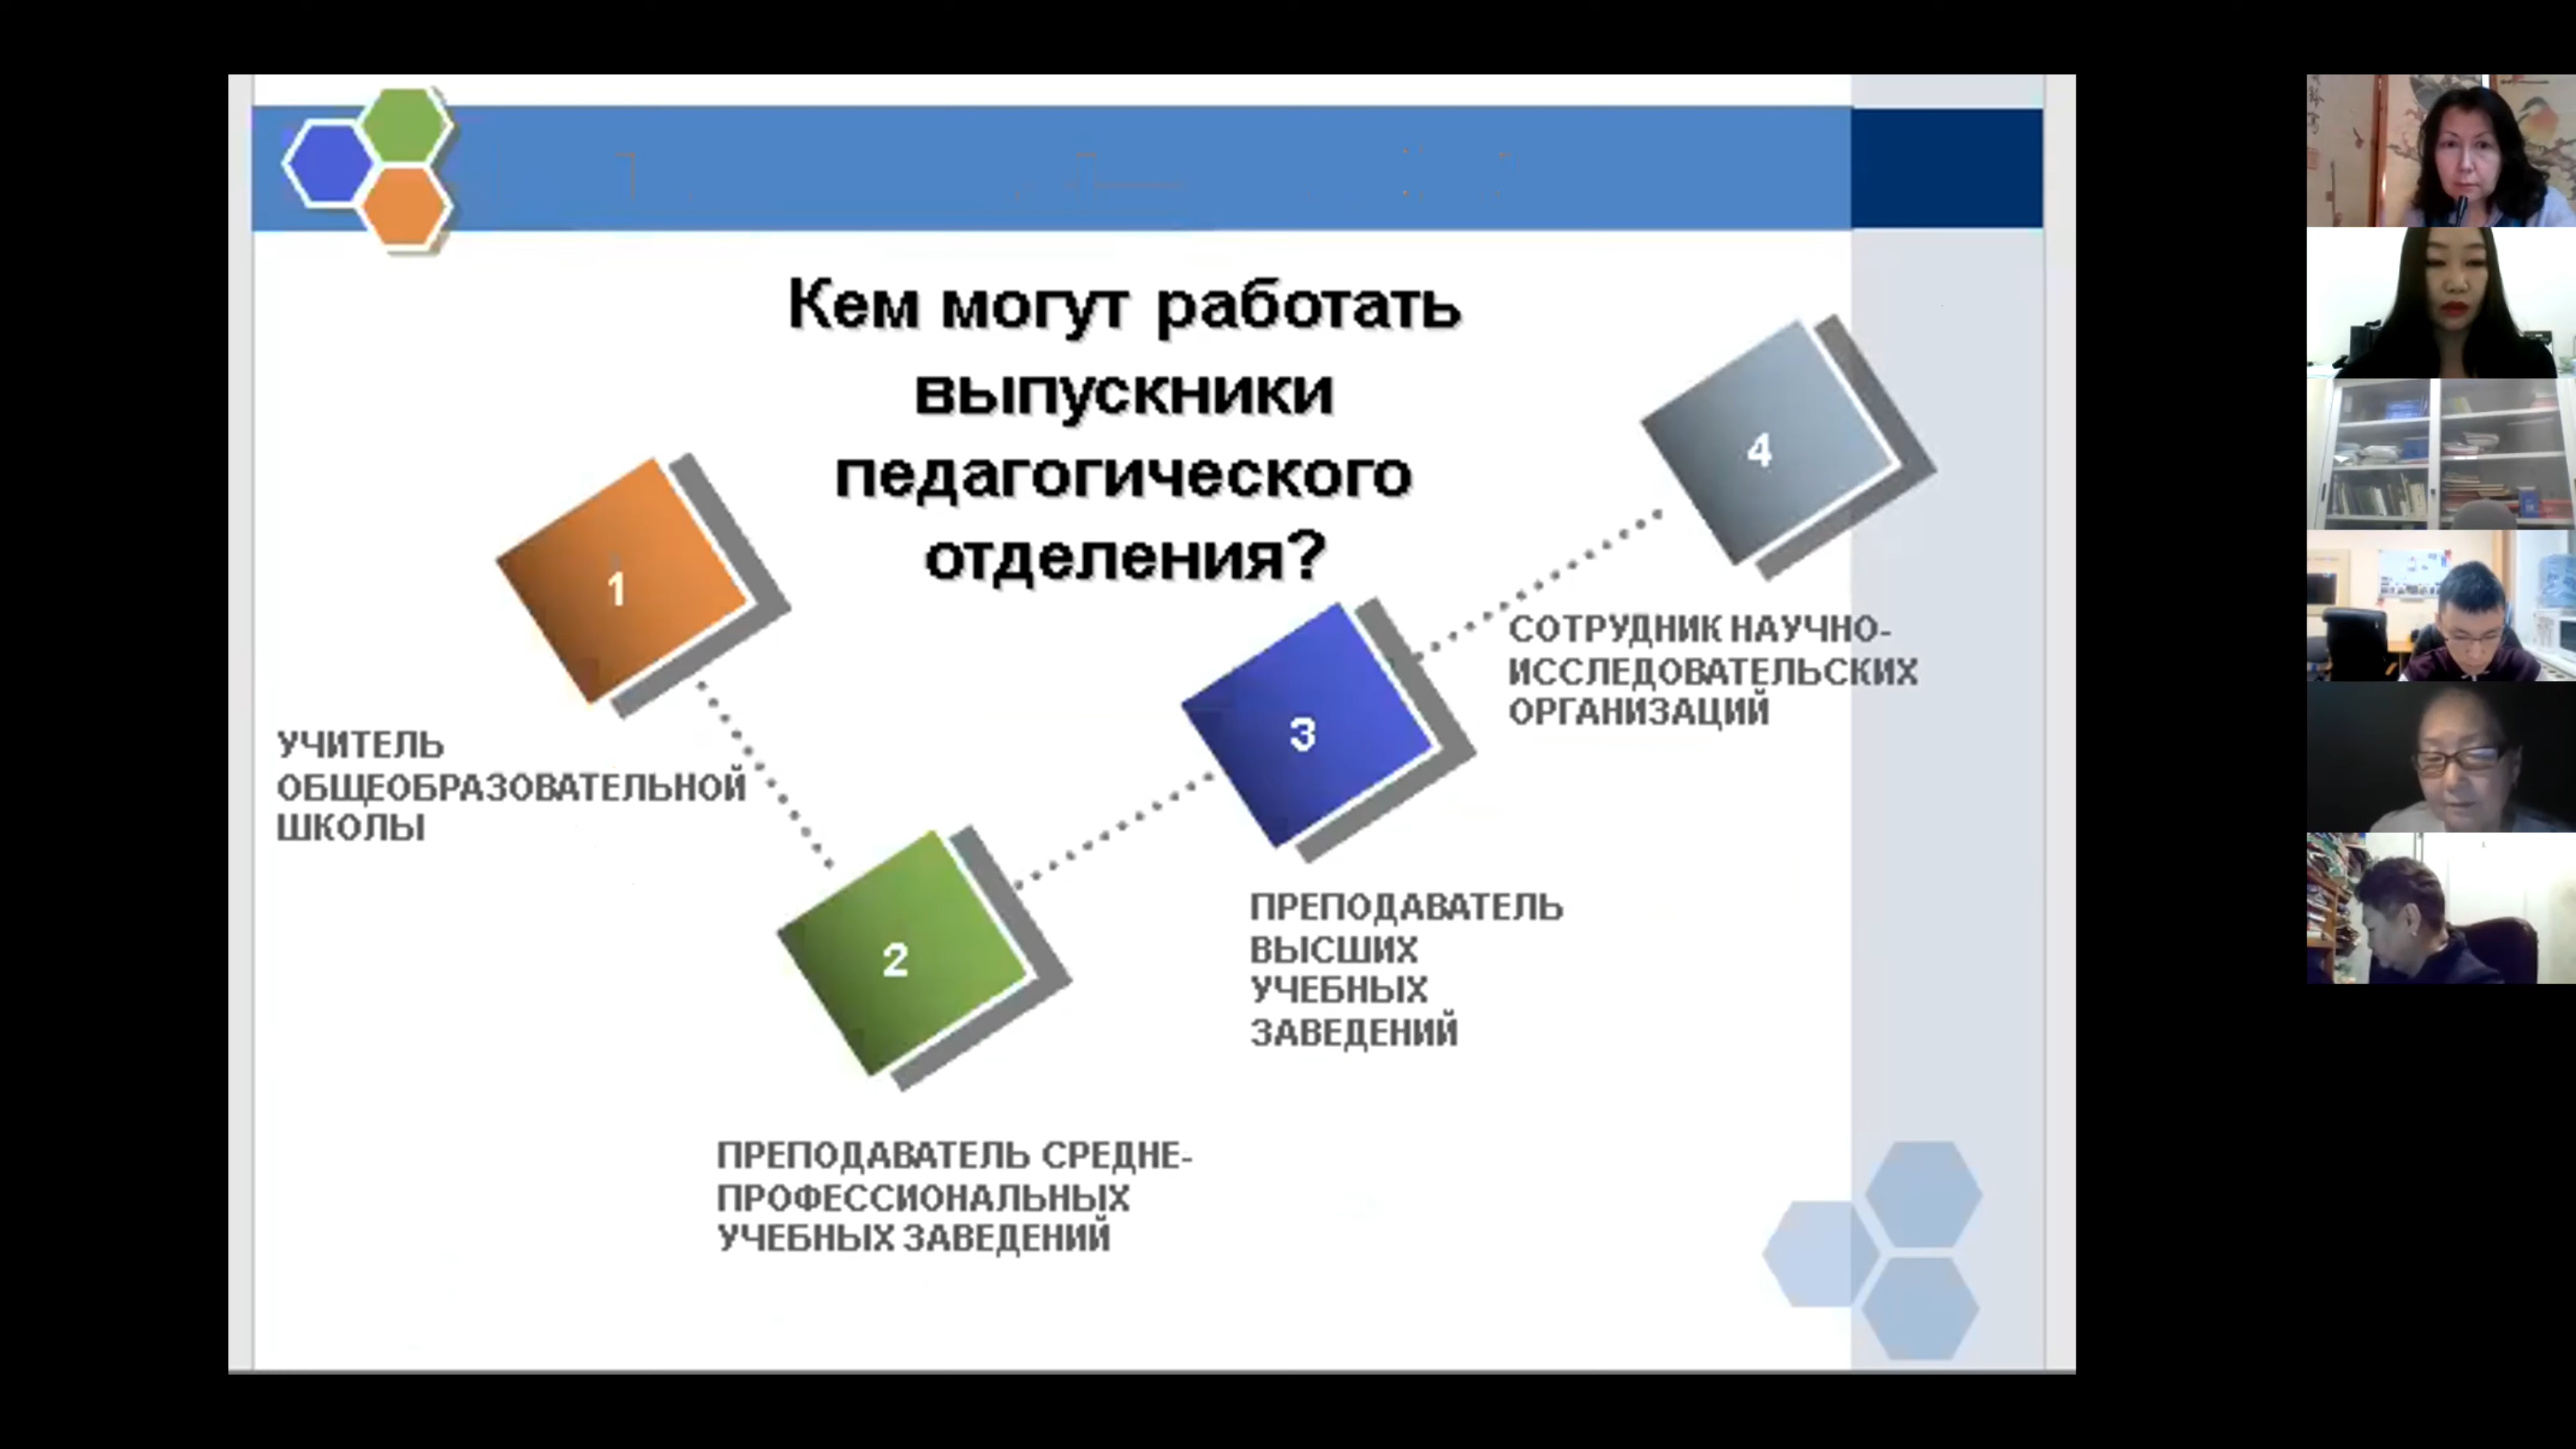 Кем могут работать
выпускники
педагогического
отделения?
1
УЧИТЕЛЬ
ОБЩЕОБРАЗОВАТЕЛЬНОЙ
ШКОЛЫ
2
ПРЕПОДАВАТЕЛЬ СРЕДНЕ-
ПРОФЕССИОНАЛЬНЫХ
УЧЕБНЫХ ЗАВЕДЕНИЙ
3
ПРЕПОДАВАТЕЛЬ
ВЫСШИХ
УЧЕБНЫХ
ЗАВЕДЕНИЙ
4
СОТРУДНИК НАУЧНО-
ИССЛЕДОВАТЕЛЬСКИХ
ОРГАНИЗАЦИЙ